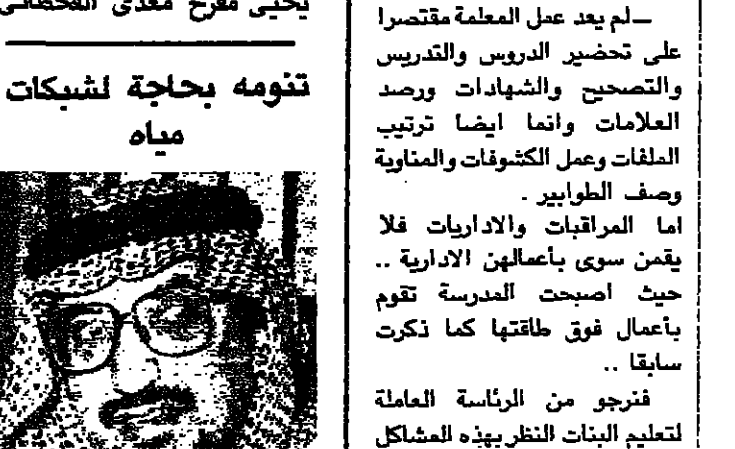 ـ لم يعد عمل المعلمة مقتصرا
على تحضير الدروس والتدريس
والتصحيح والشهادات ورصد
العلامات وانما ايضا ترتيب
الملفات وعمل الكشوفات والمناوبة
وصف الطوابير .
اما المراقبات والاداريات فلا
يقمن سوى بأعمالهن الادارية ..
حيث اصبحت المدرسة تقوم
بأعمال فوق طاقتها كما ذكرت
سابقا ..
فنرجو من الرئاسة العاملة
لتعليم البنات النظر بهذه المشاكل
يحيى مفرح معدى القحطانى
تنومه بحاجة لشبكات
مياه